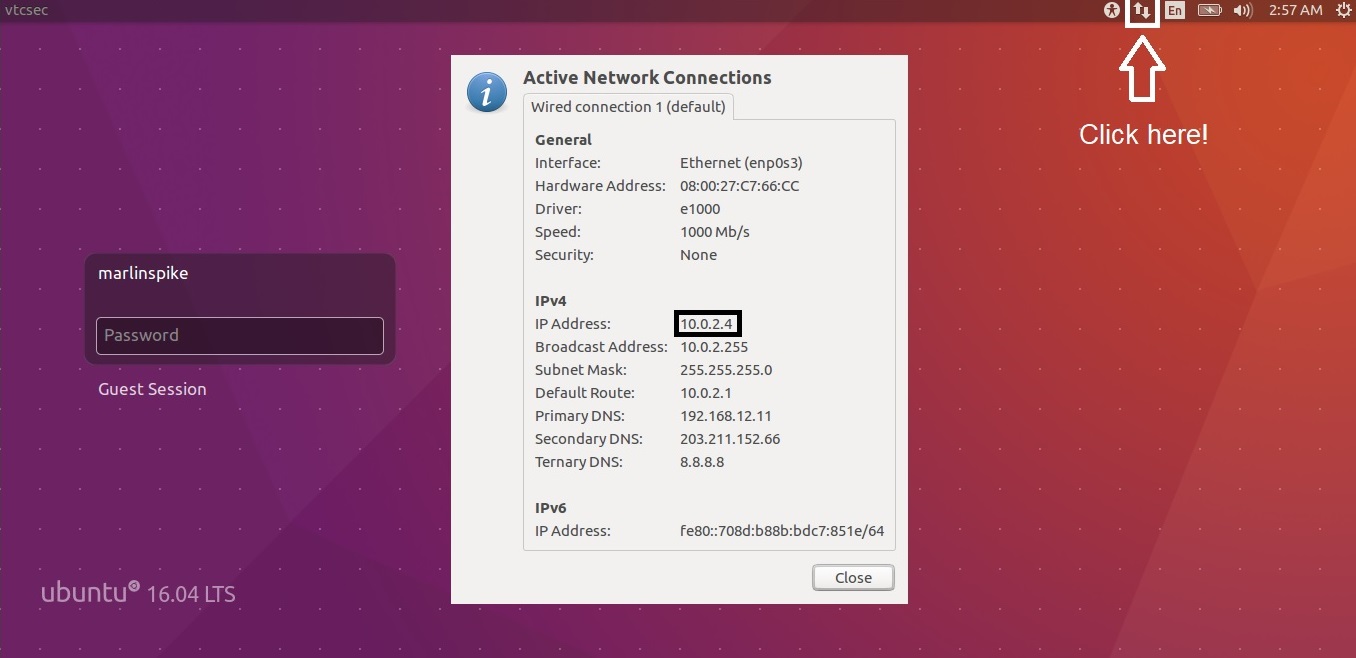 vtcsec
En
2:57 AM
Click here!
Active Network Connections
Wired connection 1 (default)
General
Interface: Ethernet (enp0s3)
Hardware Address: 08:00:27:C7:66:CC
Driver: e1000
Speed: 1000 Mb/s
Security: None
IPv4
IP Address: 10.0.2.4
Broadcast Address: 10.0.2.255
Subnet Mask: 255.255.255.0
Default Route: 10.0.2.1
Primary DNS: 192.168.12.11
Secondary DNS: 203.211.152.66
Ternary DNS: 8.8.8.8
IPv6
IP Address: fe80::708d:b88b:bdc7:851e/64
Close
marlinspike
Password
Guest Session
ubuntu 16.04 LTS